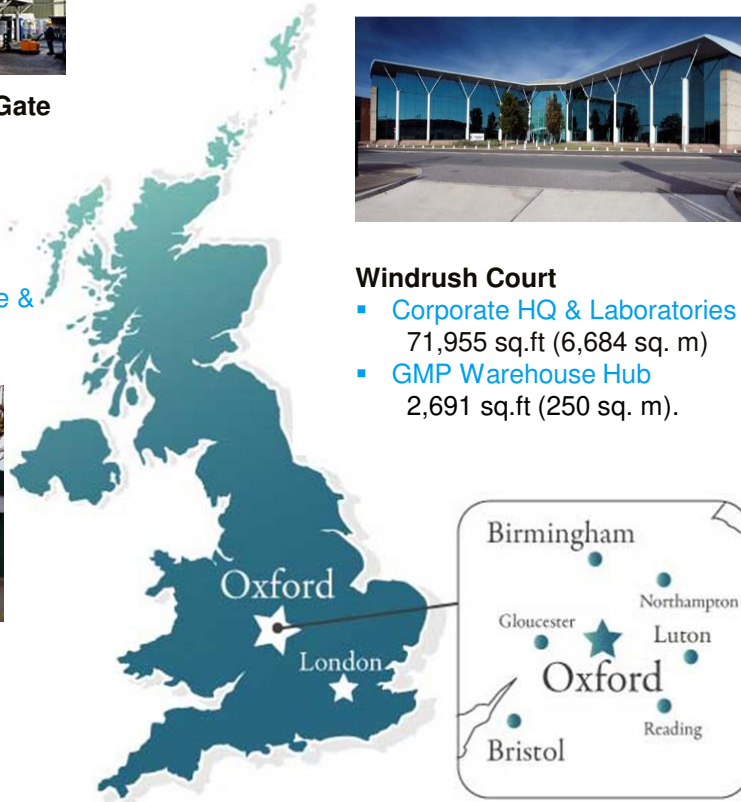 Gate
e &
Windrush Court
▪ Corporate HQ & Laboratories
71,955 sq.ft (6,684 sq. m)
▪ GMP Warehouse Hub
2,691 sq.ft (250 sq. m).
Oxford
London
Birmingham
Northampton
Gloucester
Luton
Oxford
Reading
Bristol